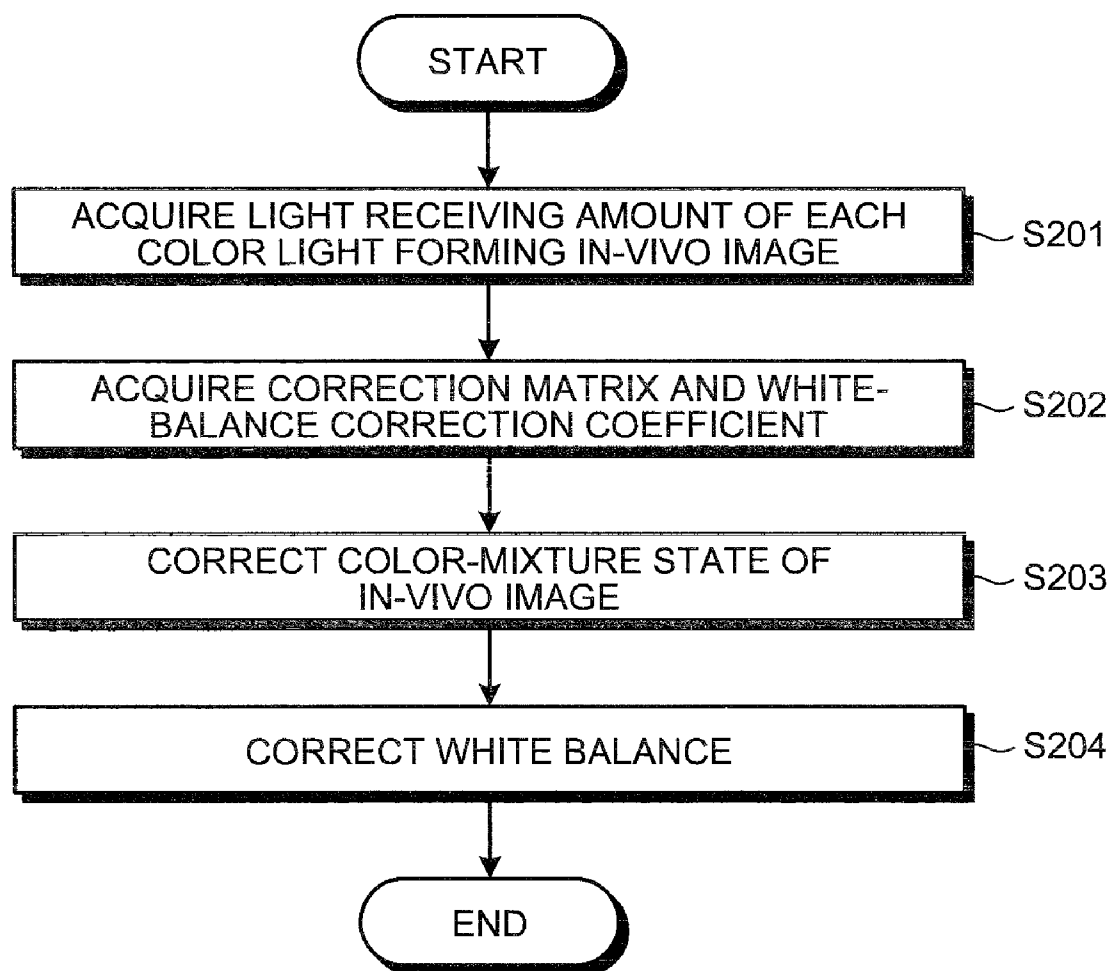 START
ACQUIRE LIGHT RECEIVING AMOUNT OF EACH
COLOR LIGHT FORMING IN-VIVO IMAGE
S201
ACQUIRE CORRECTION MATRIX AND WHITE-
BALANCE CORRECTION COEFFICIENT
S202
CORRECT COLOR-MIXTURE STATE OF
IN-VIVO IMAGE
S203
CORRECT WHITE BALANCE
S204
END